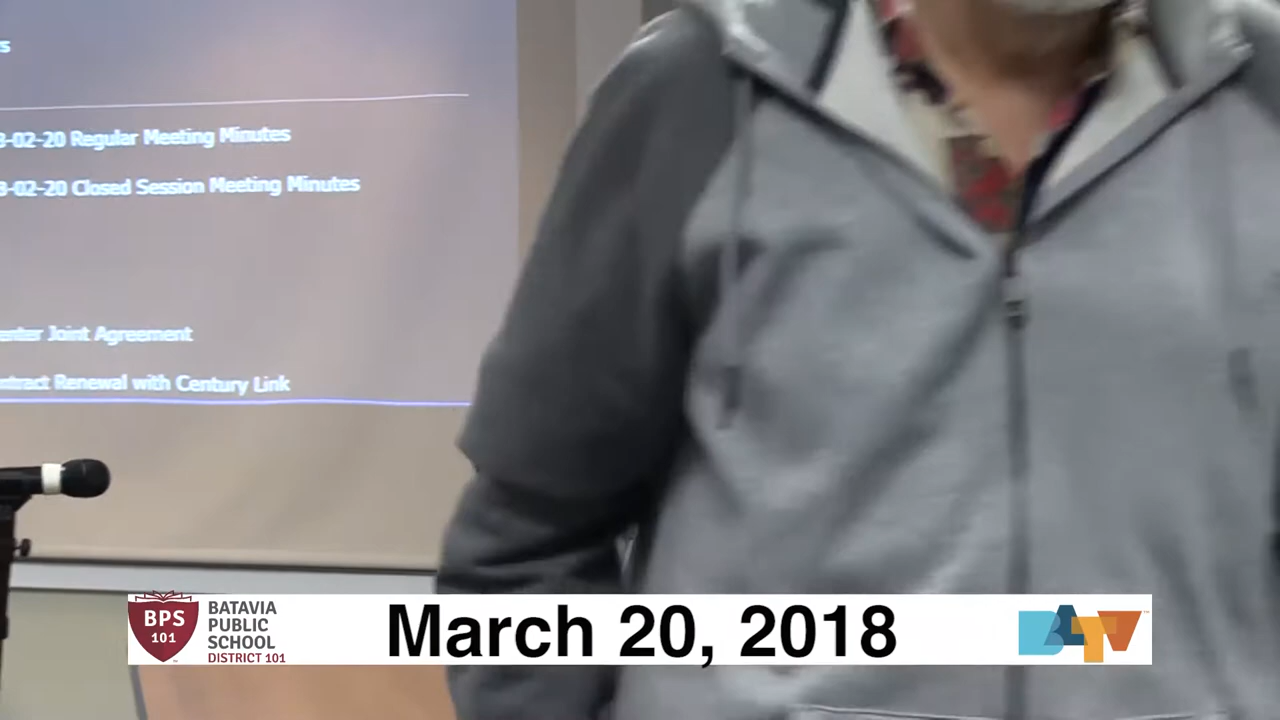 s
3-02-20 Regular Meeting Minutes
3-02-20 Closed Session Meeting Minutes
enter Joint Agreement
ntract Renewal with Century Link
BPS
101
BATAVIA
PUBLIC
SCHOOL
DISTRICT 101
March 20, 2018
BATV